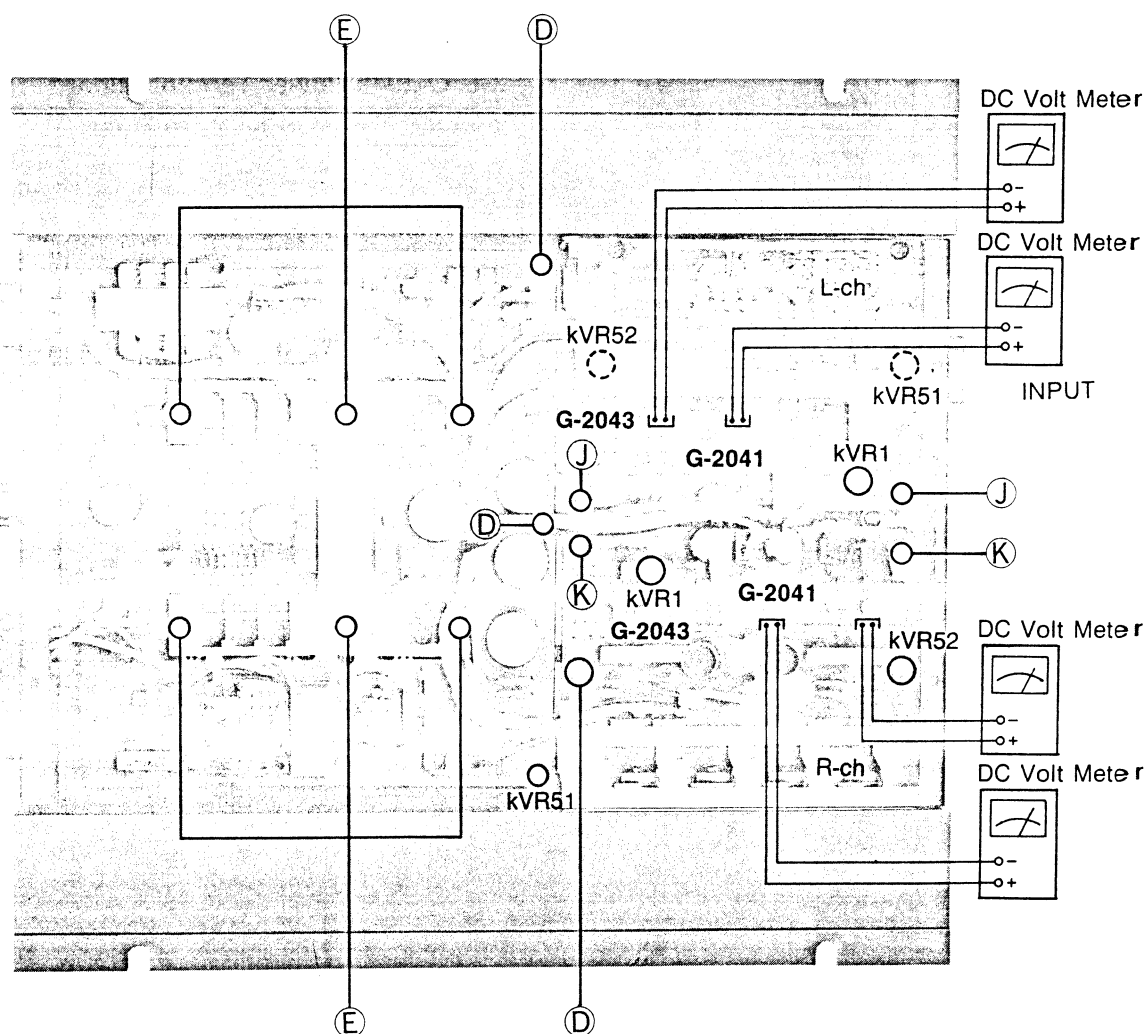 E D
DC Volt Meter
-
+
DC Volt Meter
-
+
INPUT
L-ch
kVR52
kVR51
G-2043
G-2041
kVR1
J
J
D
K
K
kVR1
G-2041
G-2043
kVR52
DC Volt Meter
-
+
R-ch
kVR51
DC Volt Meter
-
+
E D